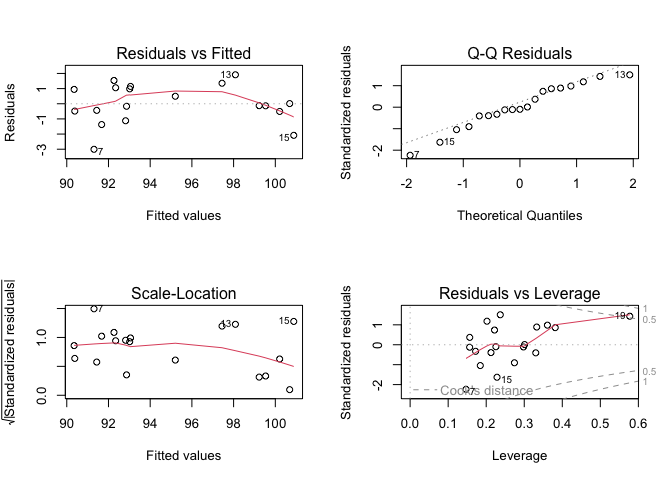 Residuals vs Fitted
Residuals
1
-1
-3
13
7
15
90 92 94 96 98 100
Fitted values
Q-Q Residuals
Standardized residuals
0
1
-2
13
15
7
-2 -1 0 1 2
Theoretical Quantiles
Scale-Location
√|Standardized residuals|
1.0
0.0
7
13
15
90 92 94 96 98 100
Fitted values
Residuals vs Leverage
Standardized residuals
1
0
-2
19
15
7
Cook's distance
1
0.5
0.5
1
0.0 0.1 0.2 0.3 0.4 0.5 0.6
Leverage